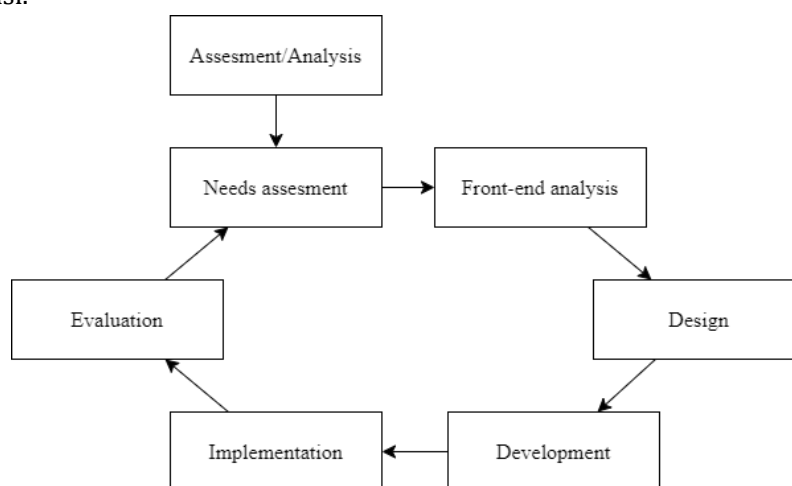 Assesment/Analysis
Needs assesment
Front-end analysis
Evaluation
Design
Implementation
Development